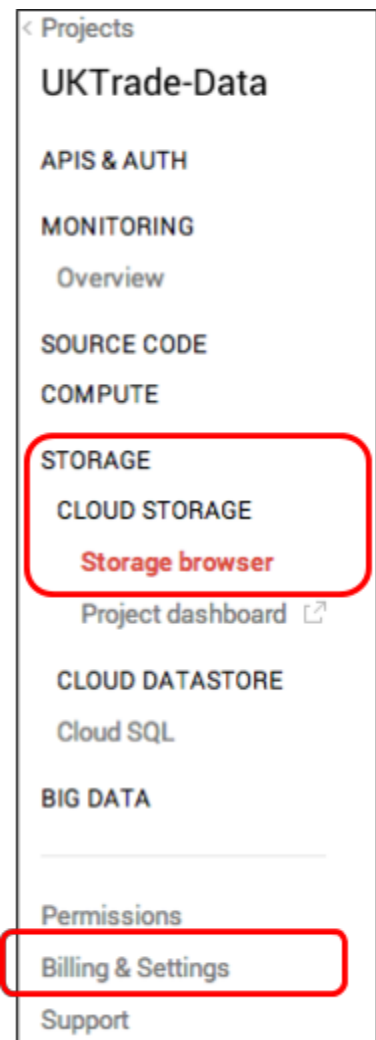 Projects
UKTrade-Data
APIS & AUTH
MONITORING
Overview
SOURCE CODE
COMPUTE
STORAGE
CLOUD STORAGE
Storage browser
Project dashboard
CLOUD DATASTORE
Cloud SQL
BIG DATA
Permissions
Billing & Settings
Support